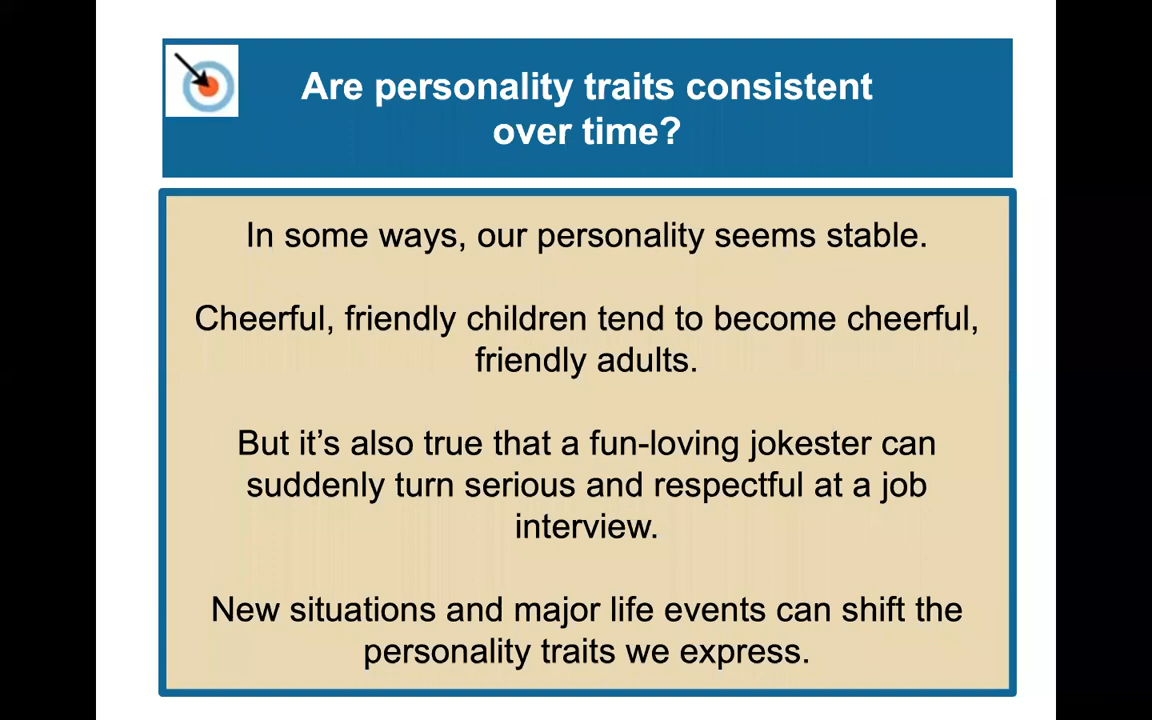 Are personality traits consistent
over time?
In some ways, our personality seems stable.
Cheerful, friendly children tend to become cheerful,
friendly adults.
But it’s also true that a fun-loving jokester can
suddenly turn serious and respectful at a job
interview.
New situations and major life events can shift the
personality traits we express.